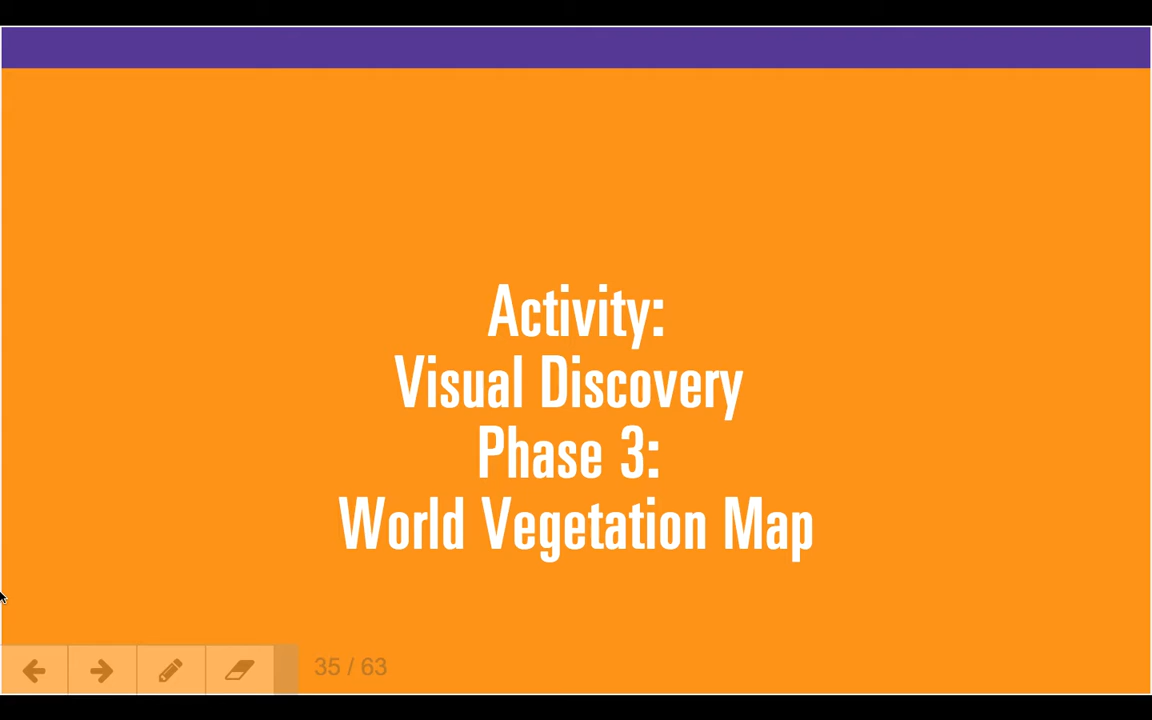 Activity:
Visual Discovery
Phase 3:
World Vegetation Map
35 / 63